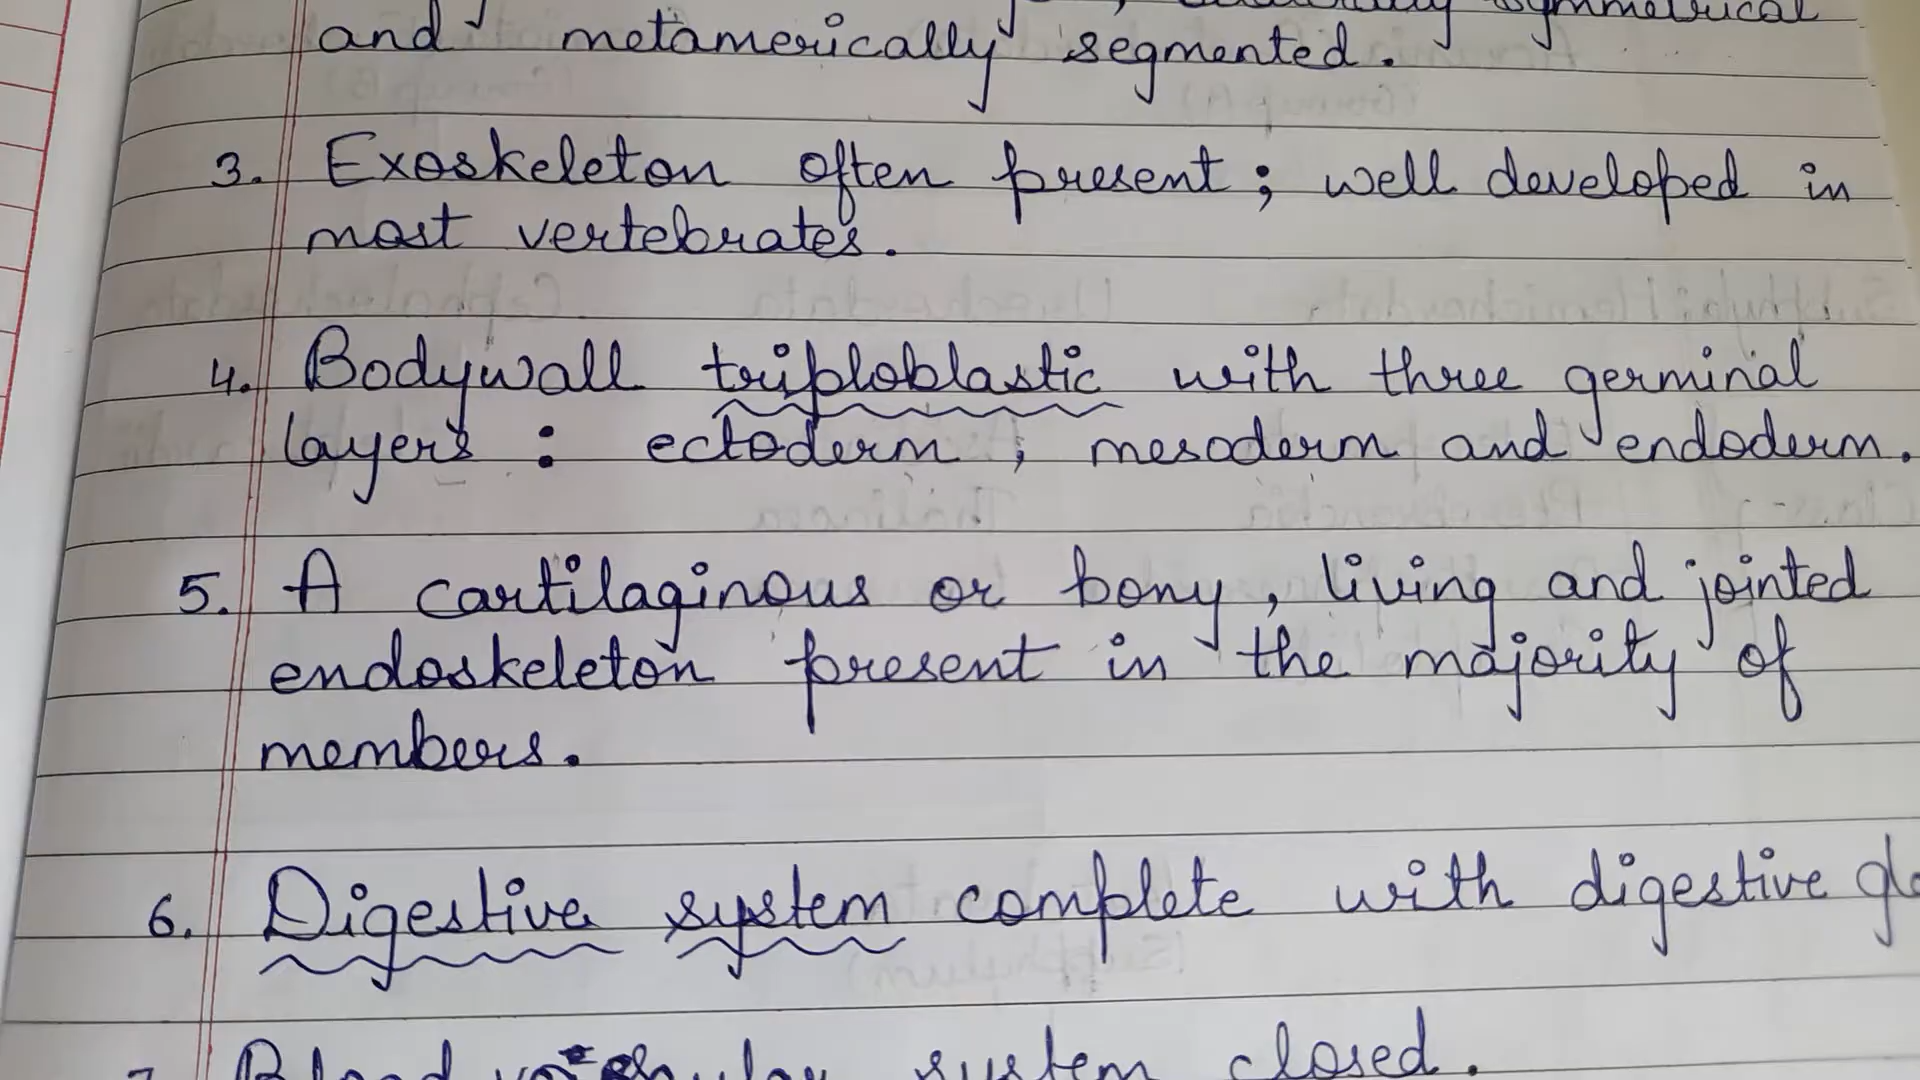 symmetrical
and metamerically segmented.
3. Exoskeleton often present; well developed in
most vertebrates.
4. Bodywall triploblastic with three germinal
layers : ectoderm ; mesoderm and endoderm.
5. A cartilaginous or bony, living and jointed
endoskeleton present in the majority of
members.
6. Digestive system complete with digestive
system closed.